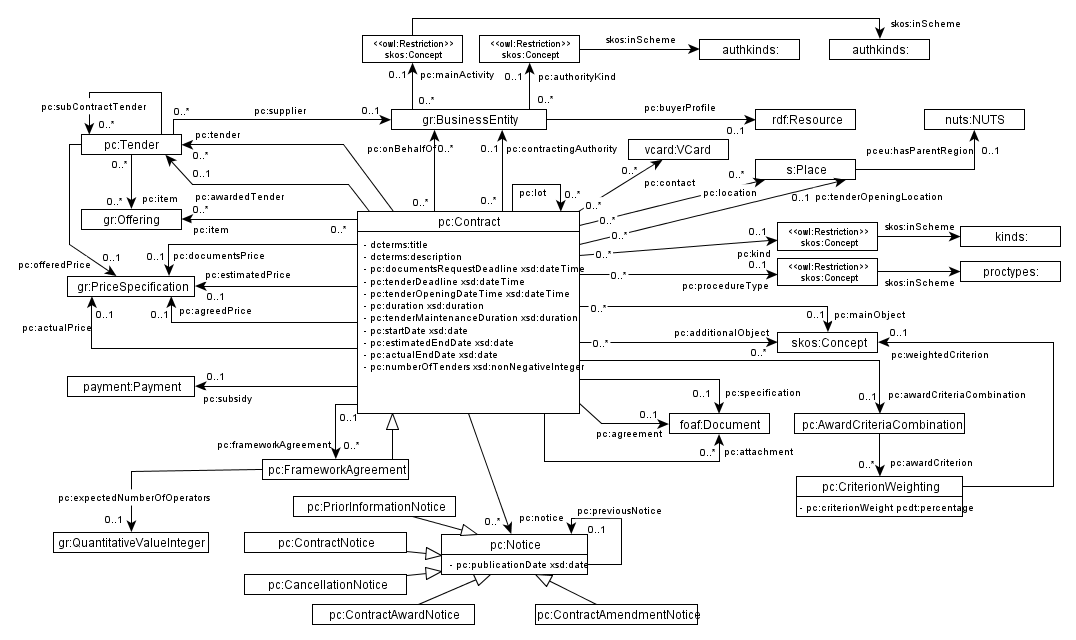 skos:inScheme
<<owl:Restriction>>
skos:Concept
<<owl:Restriction>>
skos:Concept
skos:inScheme
authkinds:
authkinds:
0..1
pc:mainActivity
0..1
pc:authorityKind
pc:subContractTender
0..*
0..*
pc:supplier
0..1
0..*
0..*
gr:BusinessEntity
pc:buyerProfile
0..1
rdf:Resource
nuts:NUTS
pc:Tender
pc:tender
0..*
0..1
pc:onBehalfOf
0..*
0..1
pc:contractingAuthority
vcard:VCard
0..*
pc:contact
s:Place
0..*
pc:location
pceu:hasParentRegion
0..1
0..*
pc:item
0..*
pc:awardedTender
0..*
0..*
pc:lot
0..*
0..1
pc:tenderOpeningLocation
gr:Offering
0..*
pc:item
0..*
pc:Contract
- dcterms:title
- dcterms:description
- pc:documentsRequestDeadline xsd:dateTime
- pc:tenderDeadline xsd:dateTime
- pc:tenderOpeningDateTime xsd:dateTime
- pc:duration xsd:duration
- pc:tenderMaintenanceDuration xsd:duration
- pc:startDate xsd:date
- pc:estimatedEndDate xsd:date
- pc:actualEndDate xsd:date
- pc:numberOfTenders xsd:nonNegativeInteger
0..*
0..*
0..*
0..1
pc:kind
<<owl:Restriction>>
skos:Concept
skos:inScheme
kinds:
0..*
0..1
pc:procedureType
<<owl:Restriction>>
skos:Concept
skos:inScheme
proctypes:
pc:offeredPrice
0..1
0..1
pc:documentsPrice
pc:estimatedPrice
0..1
gr:PriceSpecification
pc:actualPrice
0..1
0..1
pc:agreedPrice
0..*
0..1
pc:mainObject
0..*
pc:additionalObject
0..*
skos:Concept
0..1
pc:weightedCriterion
payment:Payment
0..1
pc:subsidy
0..1
pc:specification
0..1
pc:agreement
foaf:Document
0..*
pc:attachment
0..1
pc:awardCriteriaCombination
pc:AwardCriteriaCombination
0..*
pc:awardCriterion
pc:CriterionWeighting
- pc:criterionWeight pcdt:percentage
0..1
pc:frameworkAgreement
0..*
pc:FrameworkAgreement
pc:expectedNumberOfOperators
0..1
gr:QuantitativeValueInteger
pc:PriorInformationNotice
0..*
pc:notice
pc:previousNotice
0..1
pc:ContractNotice
pc:Notice
- pc:publicationDate xsd:date
pc:CancellationNotice
pc:ContractAwardNotice
pc:ContractAmendmentNotice